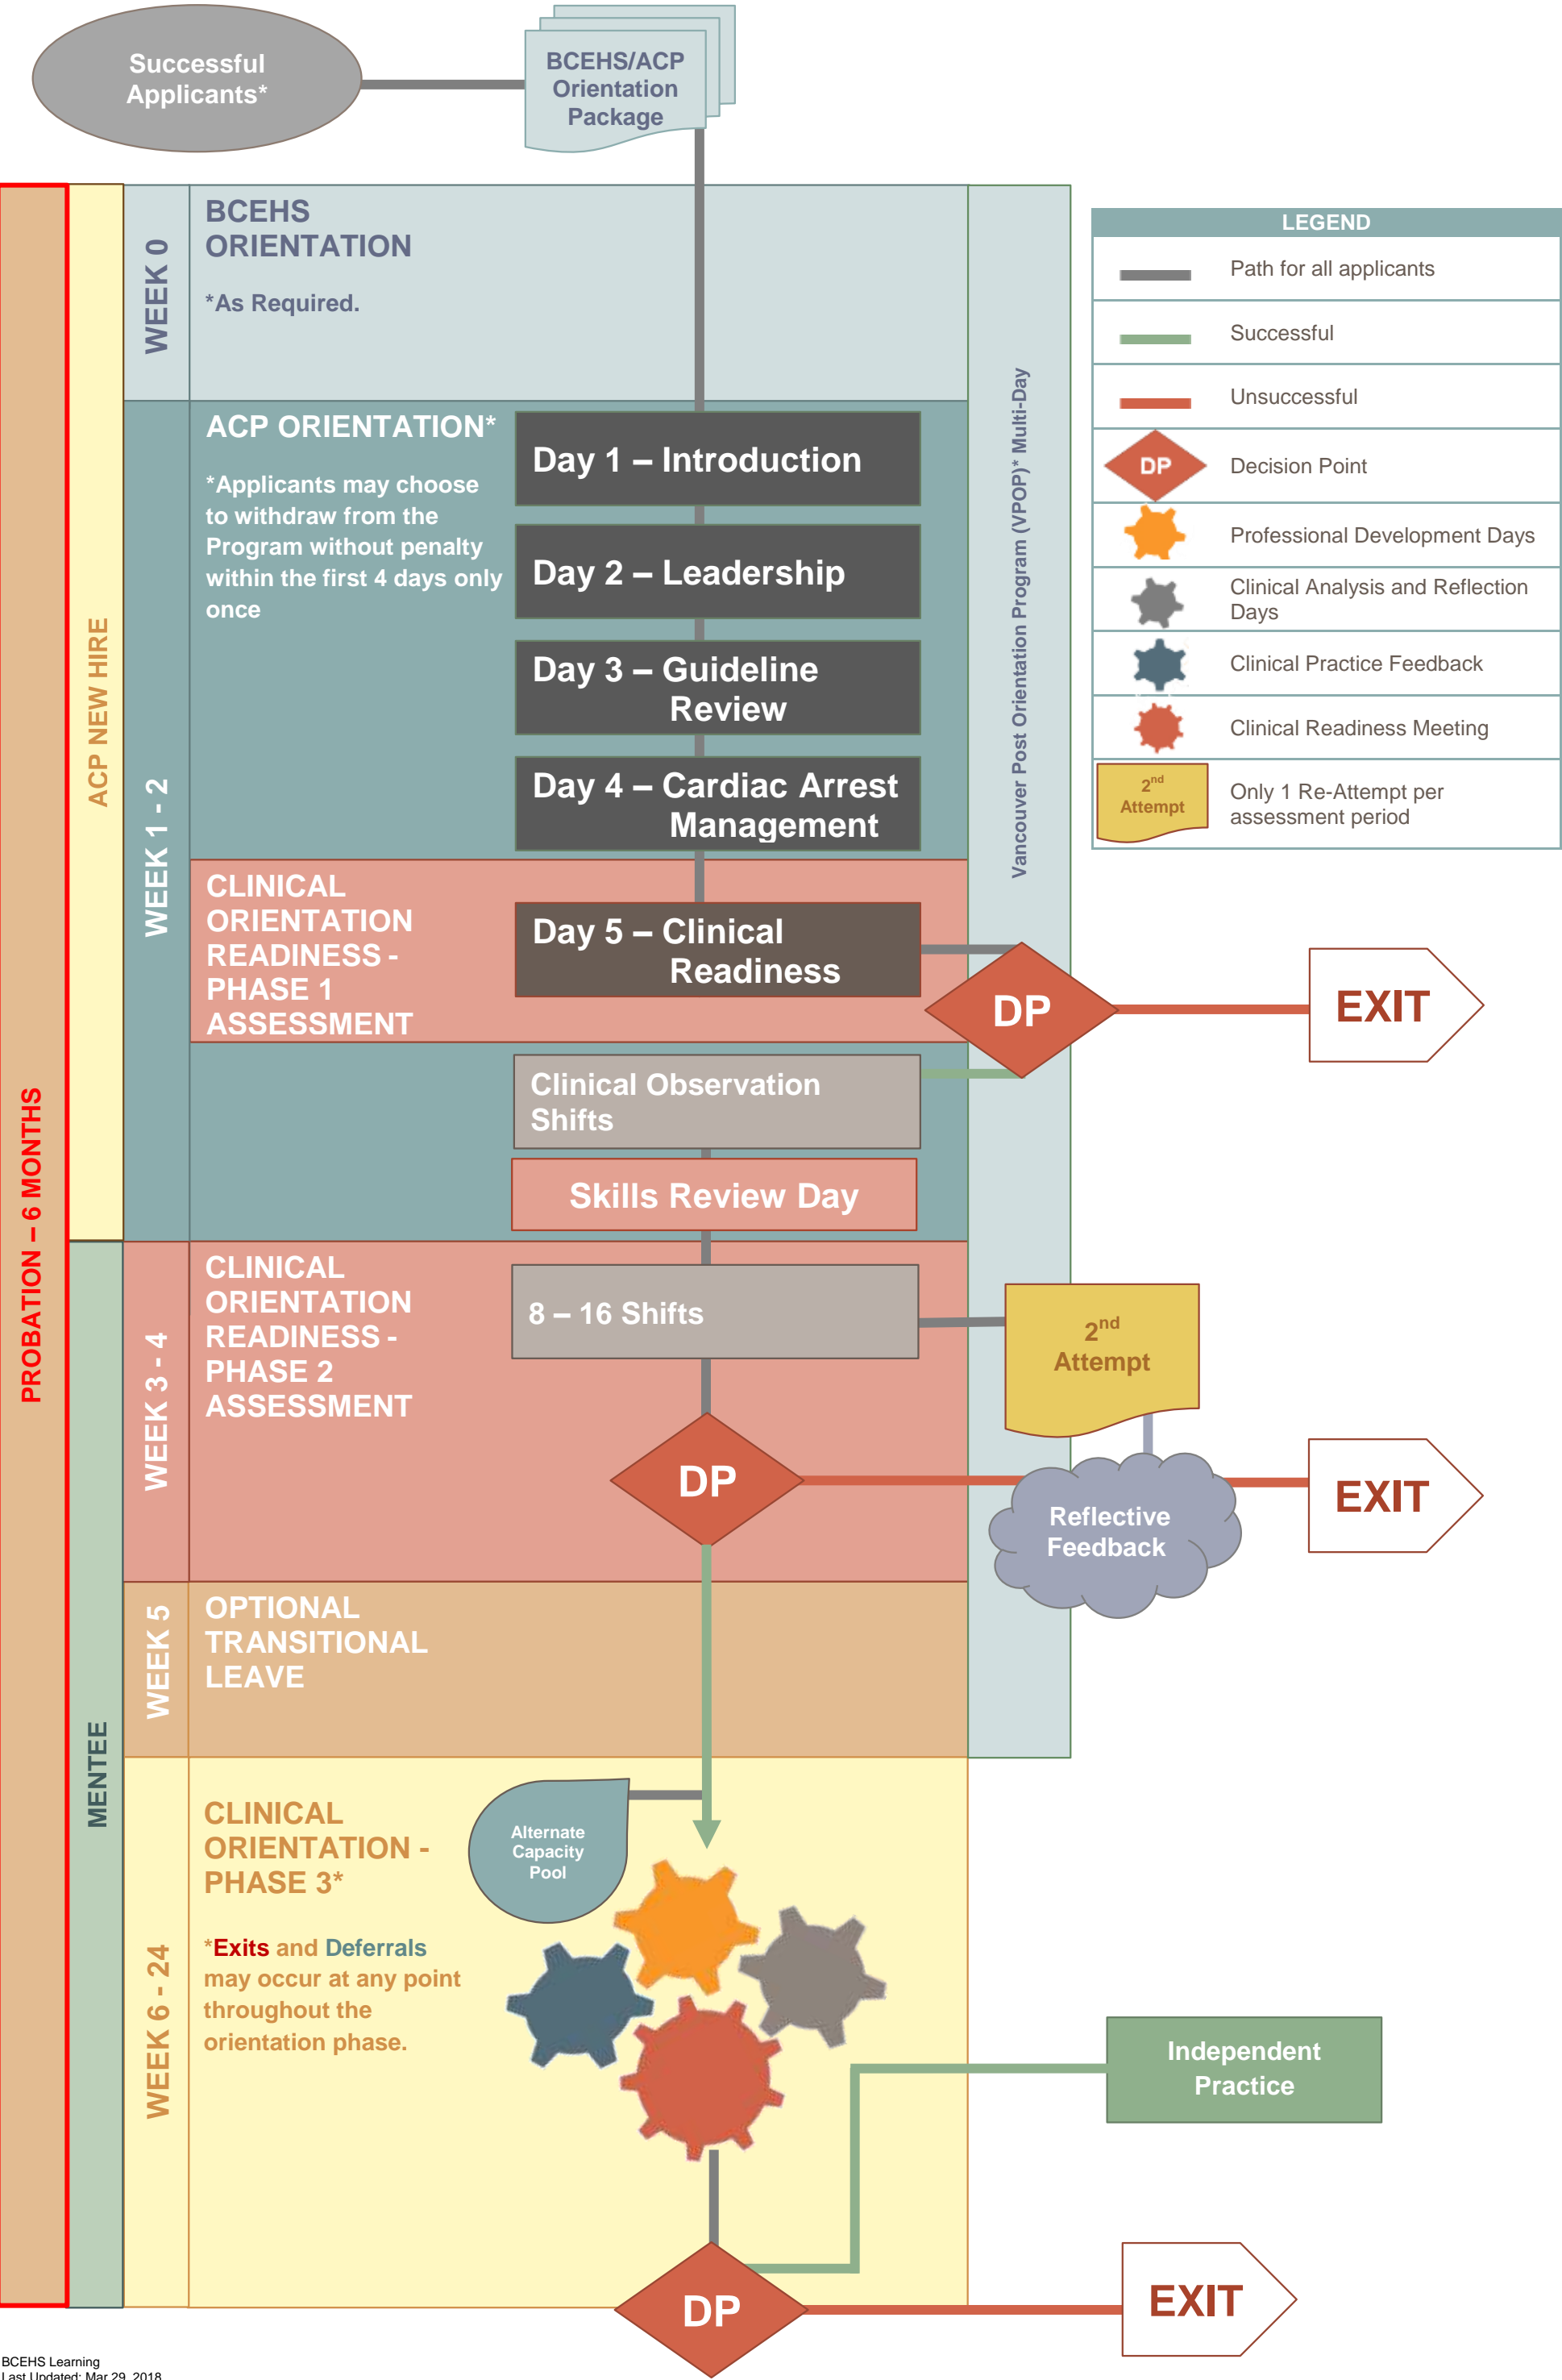 Successful
Applicants*
BCEHS/ACP
Orientation
Package
PROBATION – 6 MONTHS
ACP NEW HIRE
MENTEE
WEEK 0
BCEHS
ORIENTATION
*As Required.
WEEK 1 - 2
ACP ORIENTATION*
*Applicants may choose
to withdraw from the
Program without penalty
within the first 4 days only
once
Day 1 – Introduction
Day 2 – Leadership
Day 3 – Guideline
Review
Day 4 – Cardiac Arrest
Management
CLINICAL
ORIENTATION
READINESS -
PHASE 1
ASSESSMENT
Day 5 – Clinical
Readiness
DP
EXIT
Clinical Observation
Shifts
Skills Review Day
Vancouver Post Orientation Program (VPOP)* Multi-Day
LEGEND
Path for all applicants
Successful
Unsuccessful
DP
Decision Point
Professional Development Days
Clinical Analysis and Reflection
Days
Clinical Practice Feedback
Clinical Readiness Meeting
2nd
Attempt
Only 1 Re-Attempt per
assessment period
WEEK 3 - 4
CLINICAL
ORIENTATION
READINESS -
PHASE 2
ASSESSMENT
8 – 16 Shifts
2nd
Attempt
DP
Reflective
Feedback
EXIT
WEEK 5
OPTIONAL
TRANSITIONAL
LEAVE
WEEK 6 - 24
CLINICAL
ORIENTATION -
PHASE 3*
*Exits and Deferrals
may occur at any point
throughout the
orientation phase.
Alternate
Capacity
Pool
Independent
Practice
DP
EXIT
BCEHS Learning
Last Updated: Mar 29, 2018